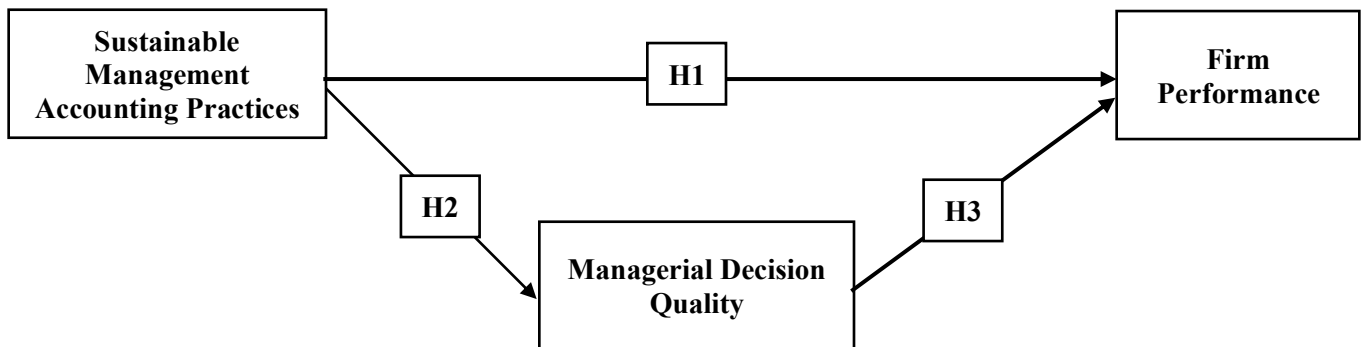 Sustainable
Management
Accounting Practices
H1
Firm
Performance
H2
H3
Managerial Decision
Quality